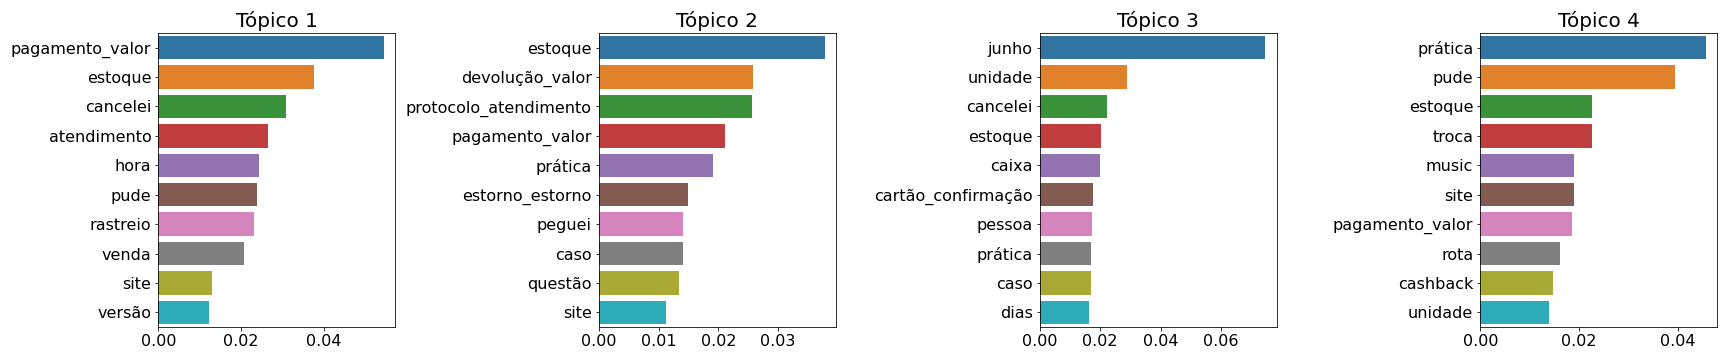 Tópico 1
pagamento_valor
estoque
cancelei
atendimento
hora
pude
rastreio
venda
site
versão
0.00 0.02 0.04
Tópico 2
estoque
devolução_valor
protocolo_atendimento
pagamento_valor
prática
estorno_estorno
peguei
caso
questão
site
0.00 0.01 0.02 0.03
Tópico 3
junho
unidade
cancelei
estoque
caixa
cartão_confirmação
pessoa
prática
caso
dias
0.00 0.02 0.04 0.06
Tópico 4
prática
pude
estoque
troca
music
site
pagamento_valor
rota
cashback
unidade
0.00 0.02 0.04